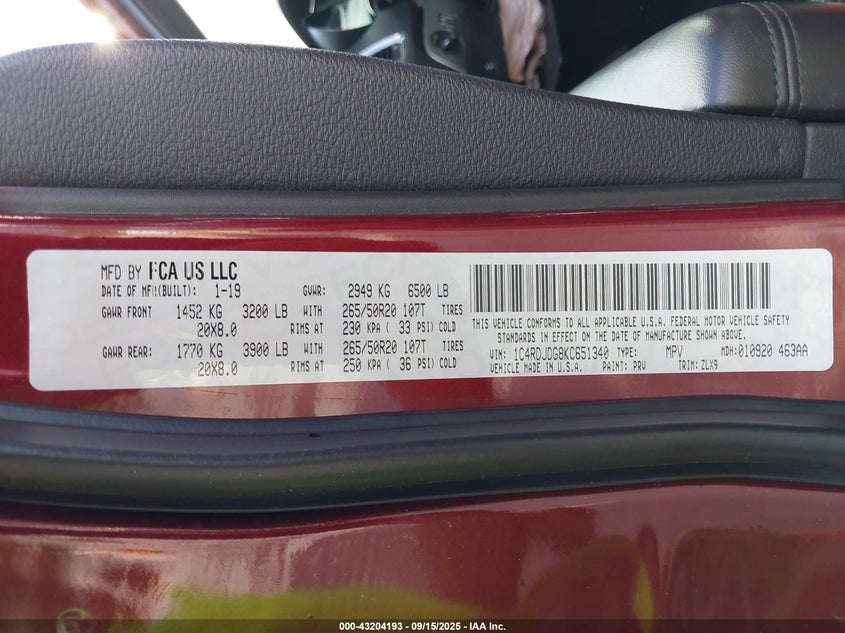 MFD BY FCA US LLC
DATE OF MFR(BUILT): 1-19 GVWR: 2949 KG 6500 LB
GAWR FRONT 1452 KG 3200 LB WITH 265/50R20 107T TIRES
20X8.0 RIMS AT 230 KPA ( 33 PSI) COLD
GAWR REAR: 1770 KG 3900 LB WITH 265/50R20 107T TIRES
20X8.0 RIMS AT 250 KPA ( 36 PSI) COLD
THIS VEHICLE CONFORMS TO ALL APPLICABLE U.S.A. FEDERAL MOTOR VEHICLE SAFETY
STANDARDS IN EFFECT ON THE DATE OF MANUFACTURE SHOWN ABOVE.
VIN: 1C4RDJDG8KC651340 TYPE: MPV MDH:010920 463AA
VEHICLE MADE IN U.S.A. PAINT: PRV TRIM: ZLX9
000-43204193 - 09/15/2025 - IAA Inc.